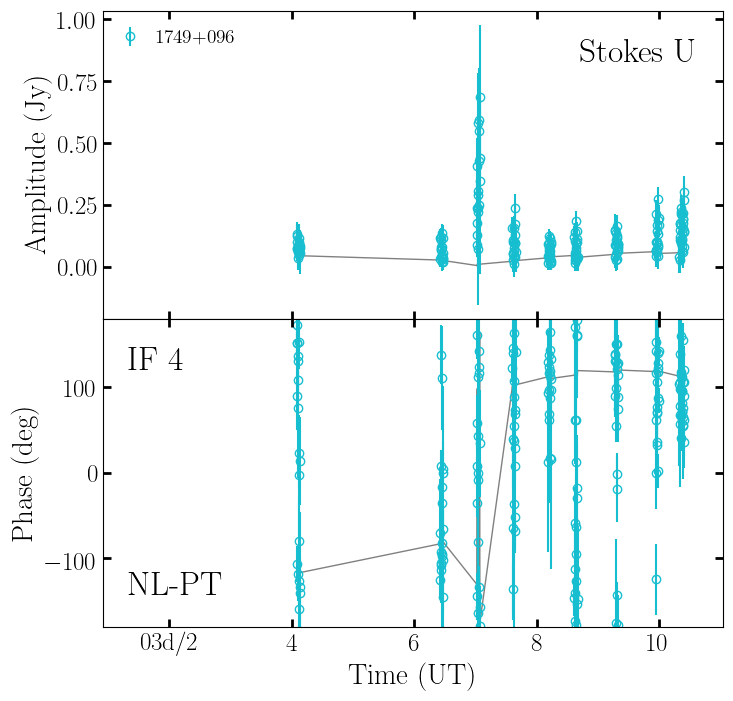 1.00
1749+096
Stokes U
0.75
0.50
0.25
0.00
Amplitude (Jy)
IF 4
100
0
−100
Phase (deg)
NL-PT
03d/2
4
6
8
10
Time (UT)